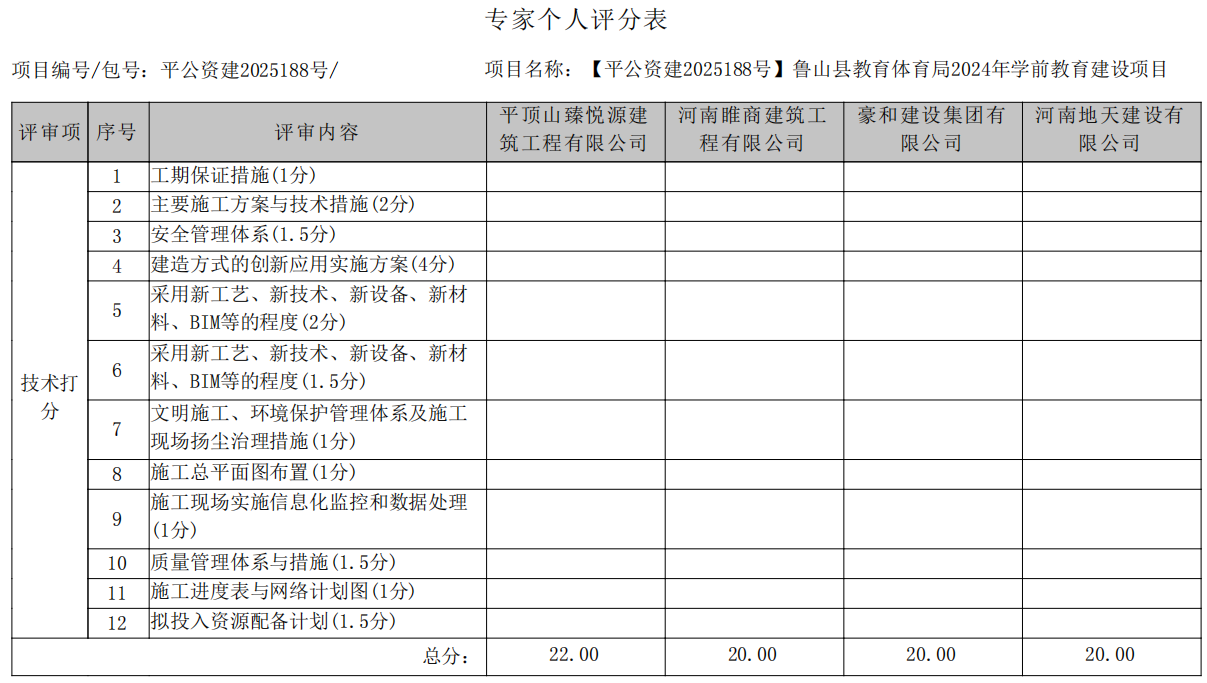 专家个人评分表
项目编号/包号：平公资建2025188号/
项目名称：【平公资建2025188号】鲁山县教育体育局2024年学前教育建设项目
评审项 序号 评审内容
平顶山臻悦源建
筑工程有限公司
河南睢商建筑工
程有限公司
豪和建设集团有
限公司
河南地天建设有
限公司
技术打
分
1 工期保证措施(1分)
2 主要施工方案与技术措施(2分)
3 安全管理体系(1.5分)
4 建造方式的创新应用实施方案(4分)
5 采用新工艺、新技术、新设备、新材
料、BIM等的程度(2分)
6 采用新工艺、新技术、新设备、新材
料、BIM等的程度(1.5分)
7 文明施工、环境保护管理体系及施工
现场扬尘治理措施(1分)
8 施工总平面图布置(1分)
9 施工现场实施信息化监控和数据处理
(1分)
10 质量管理体系与措施(1.5分)
11 施工进度表与网络计划图(1分)
12 拟投入资源配备计划(1.5分)
总分： 22.00 20.00 20.00 20.00